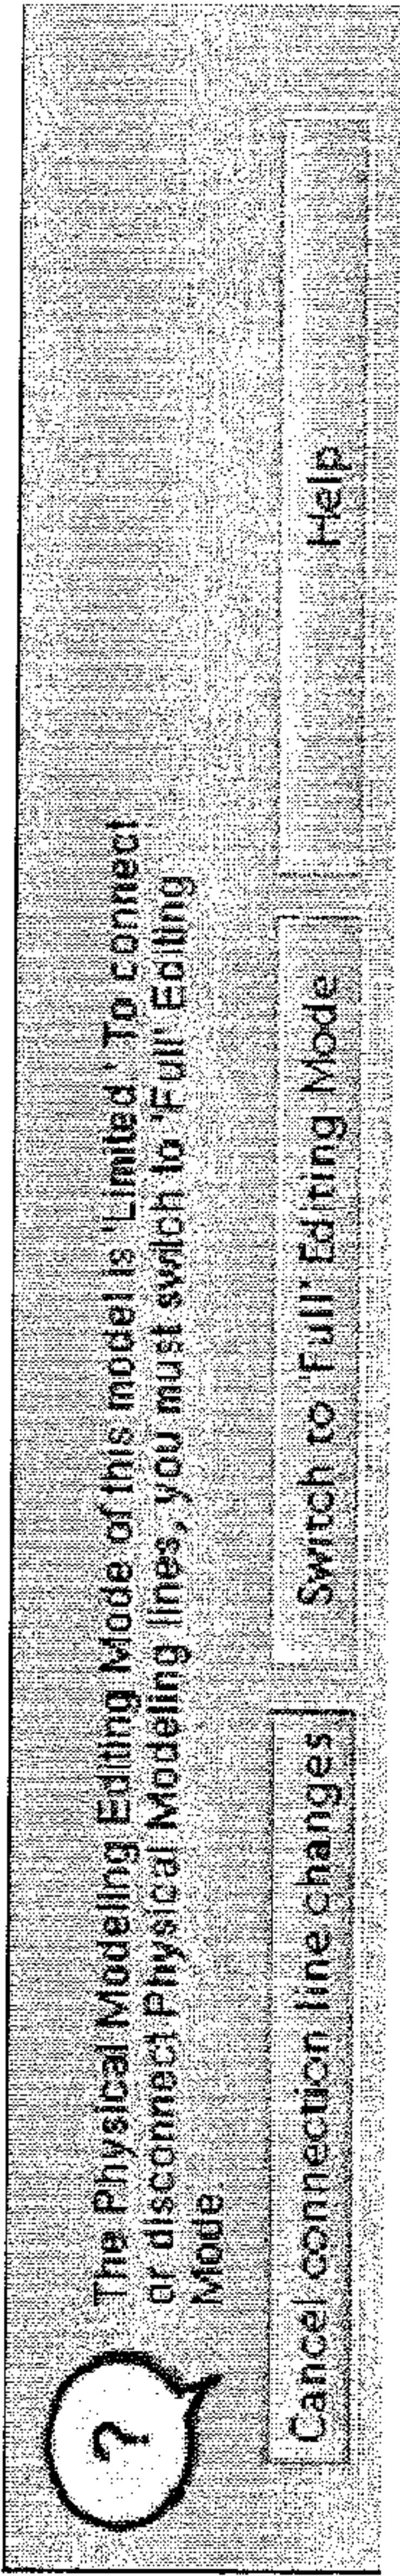 ?
The Physical Modeling Editing Mode of this model is 'Limited.' To connect
or disconnect Physical Modeling lines, you must switch to 'Full' Editing
Mode.
Cancel connection line changes
Switch to 'Full' Editing Mode
Help